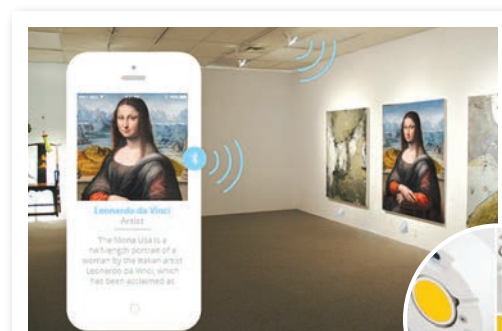 Leonardo da Vinci
Artist
The Mona Lisa is a
half-length portrait of a
woman by the Italian artist
Leonardo da Vinci, which
has been acclaimed as